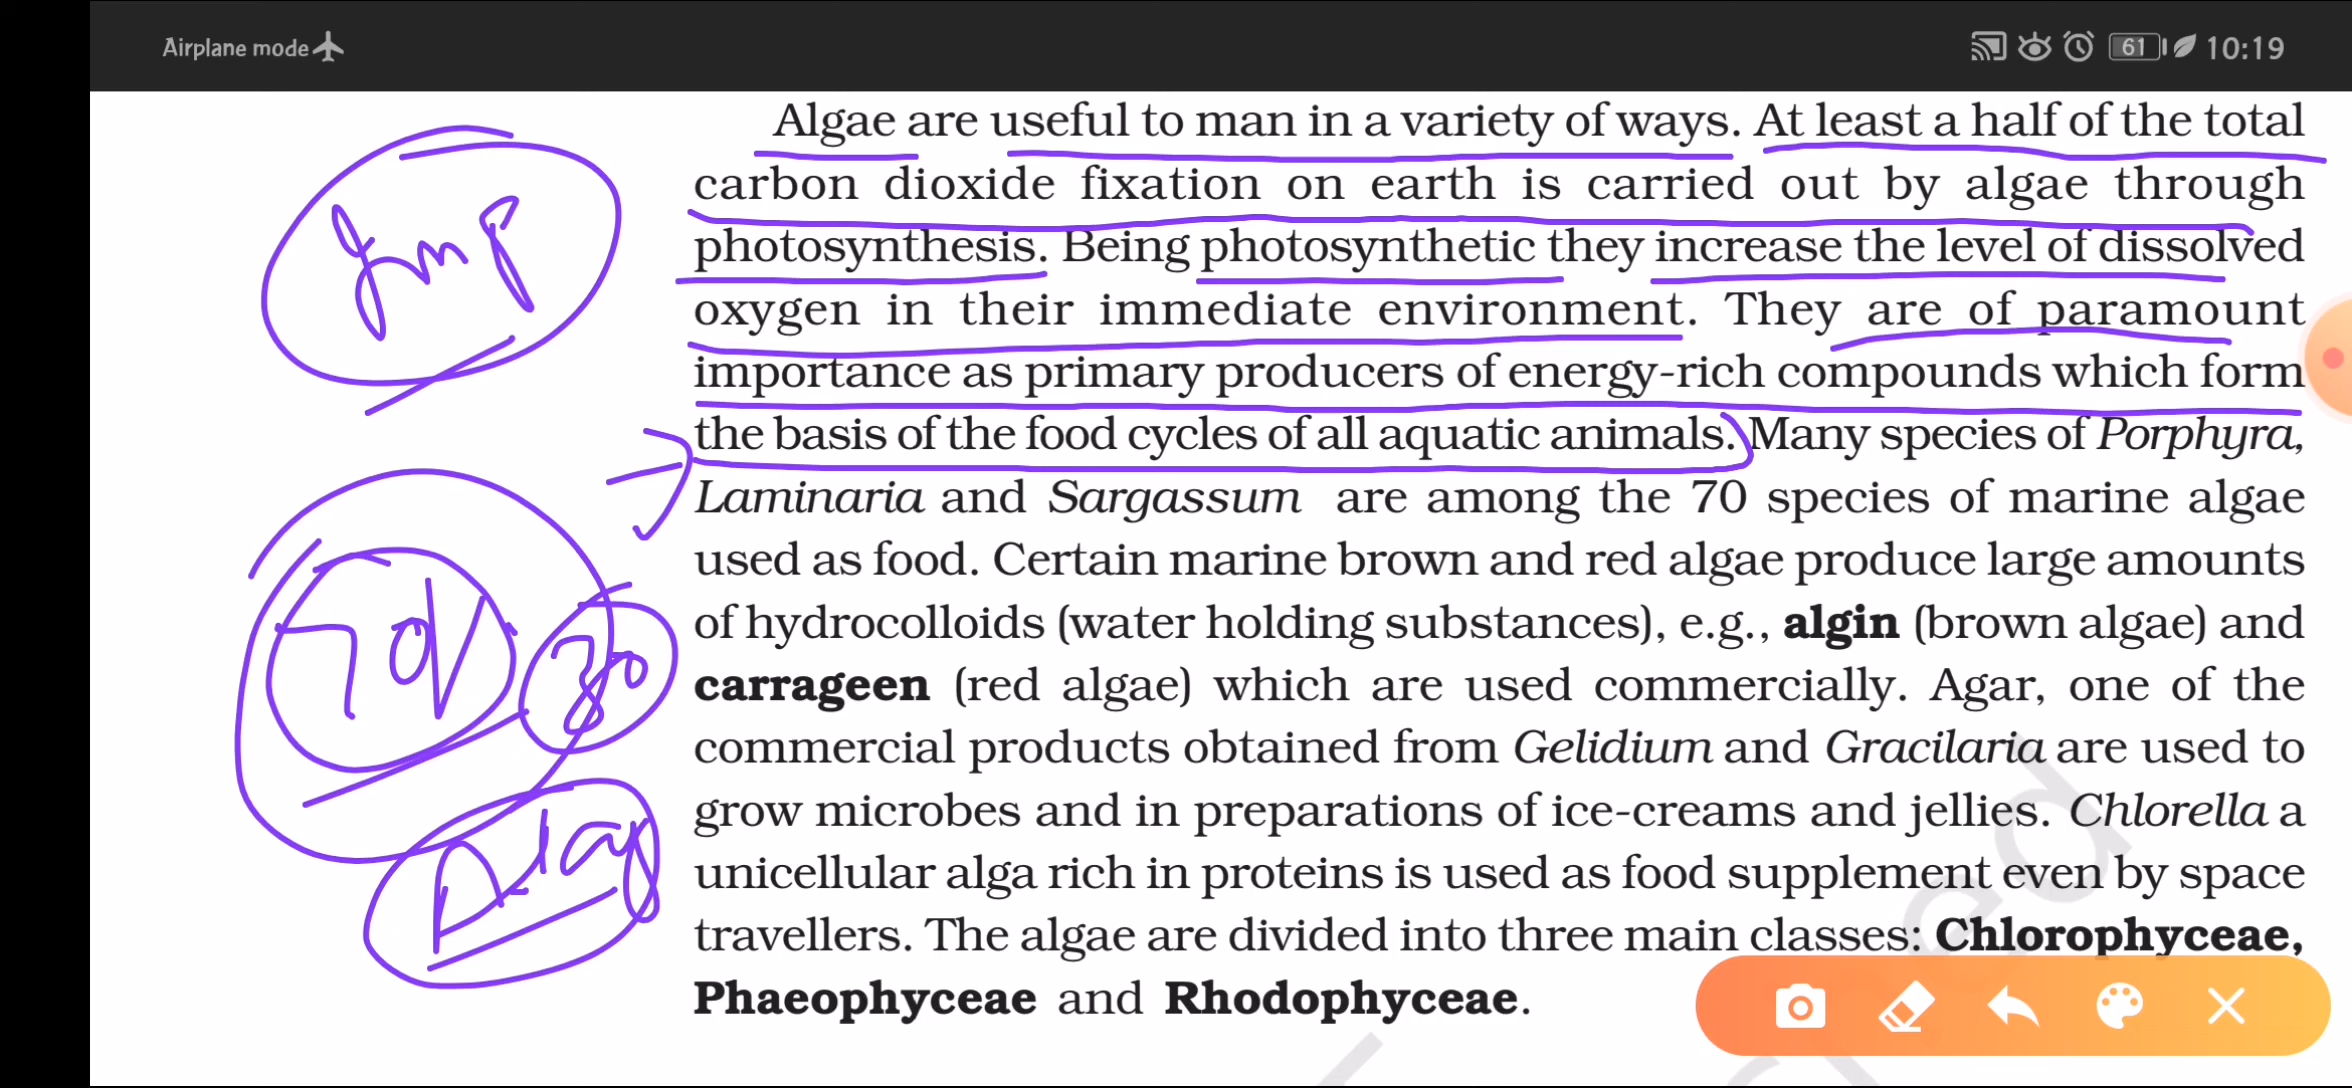 Airplane mode
61 10:19
Algae are useful to man in a variety of ways. At least a half of the total
carbon dioxide fixation on earth is carried out by algae through
photosynthesis. Being photosynthetic they increase the level of dissolved
oxygen in their immediate environment. They are of paramount
importance as primary producers of energy-rich compounds which form
the basis of the food cycles of all aquatic animals. Many species of Porphyra,
Laminaria and Sargassum are among the 70 species of marine algae
used as food. Certain marine brown and red algae produce large amounts
of hydrocolloids (water holding substances), e.g., algin (brown algae) and
carrageen (red algae) which are used commercially. Agar, one of the
commercial products obtained from Gelidium and Gracilaria are used to
grow microbes and in preparations of ice-creams and jellies. Chlorella a
unicellular alga rich in proteins is used as food supplement even by space
travellers. The algae are divided into three main classes: Chlorophyceae,
Phaeophyceae and Rhodophyceae.
Imp